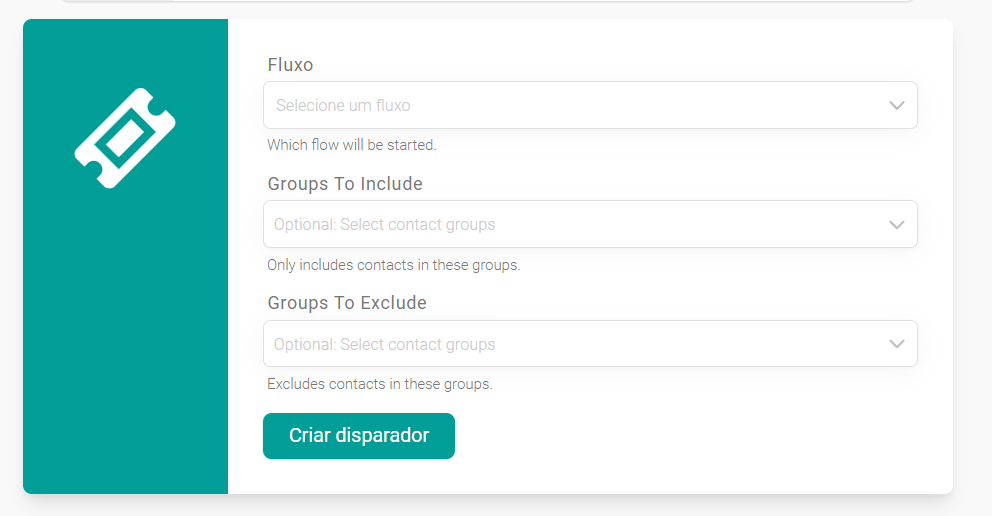 Fluxo
Selecione um fluxo
Which flow will be started.
Groups To Include
Optional: Select contact groups
Only includes contacts in these groups.
Groups To Exclude
Optional: Select contact groups
Excludes contacts in these groups.
Criar disparador